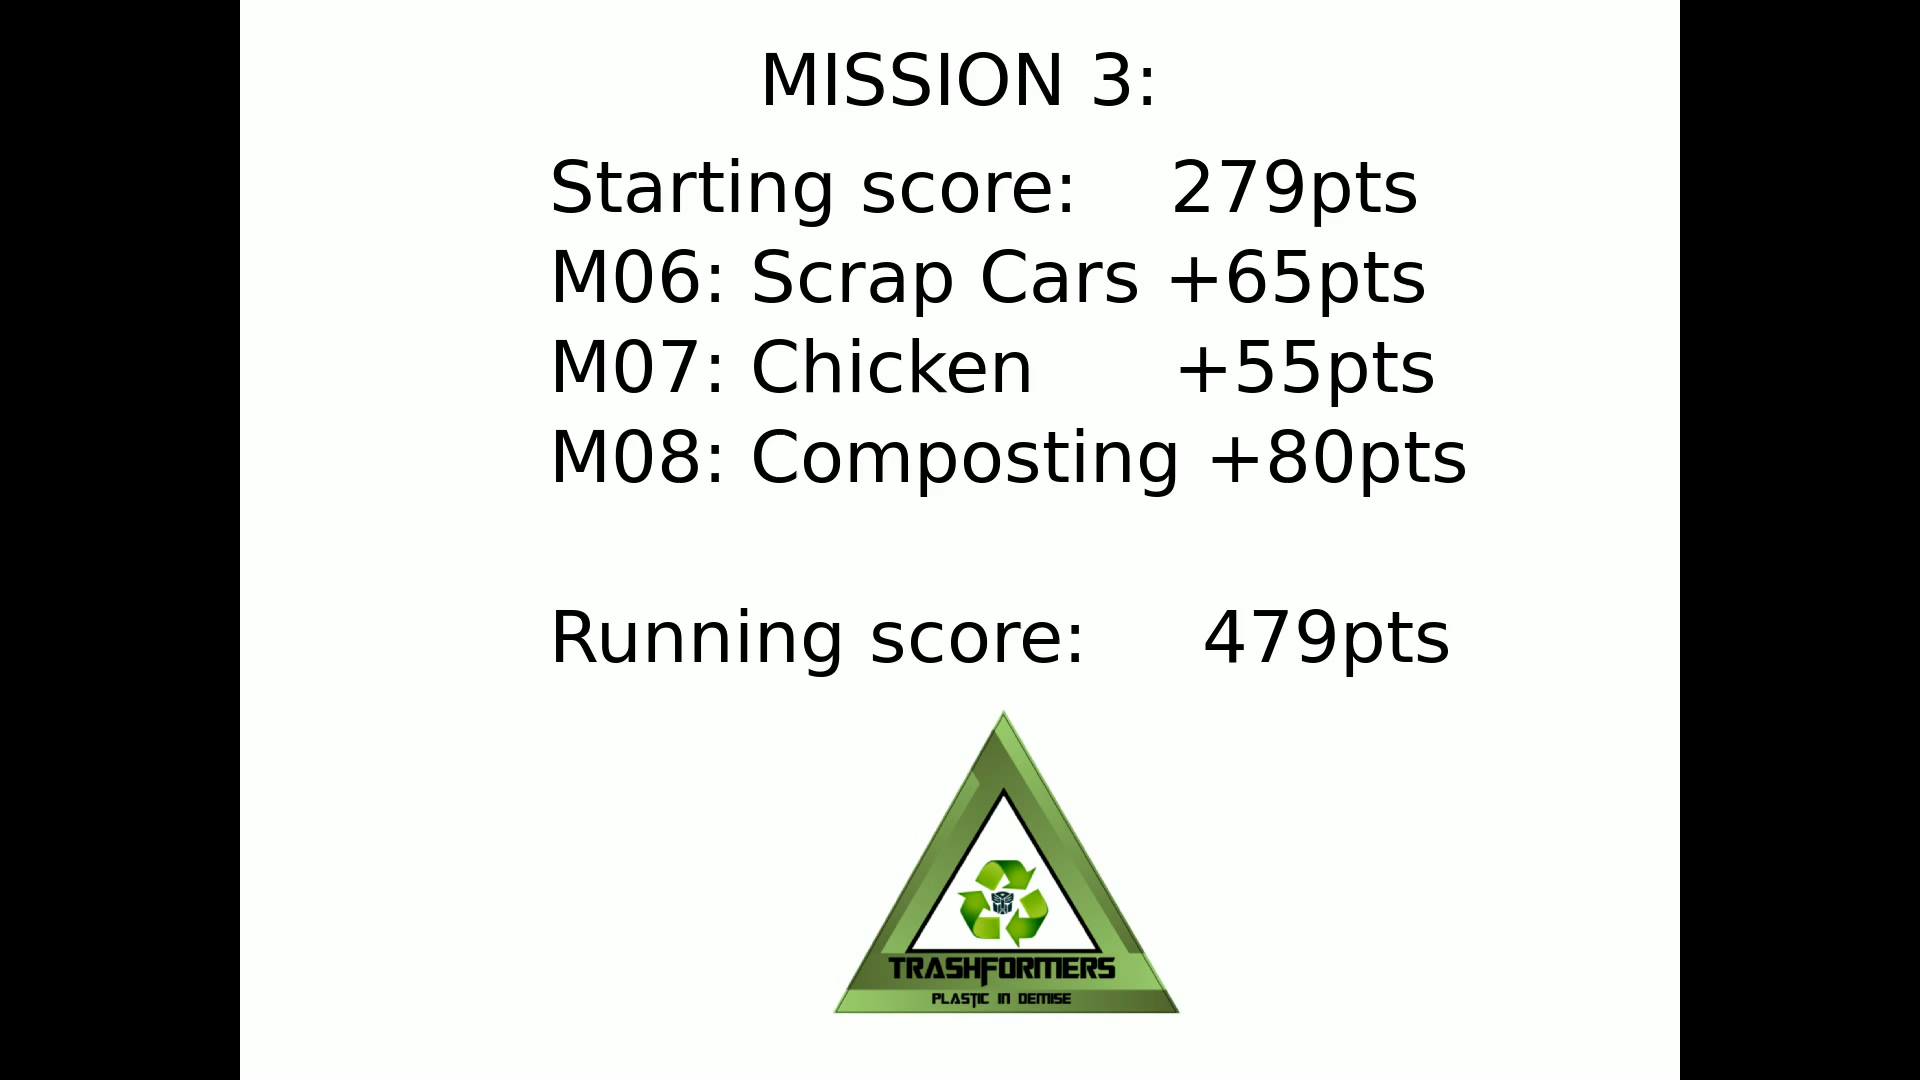 MISSION 3:
Starting score: 279pts
M06: Scrap Cars +65pts
M07: Chicken +55pts
M08: Composting +80pts
Running score: 479pts
TRASHFORMERS
PLASTIC IN DEMISE